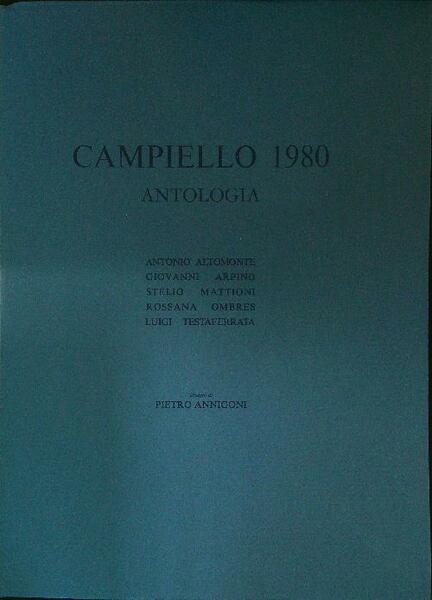 CAMPIELLO 1980
ANTOLOGIA
ANTONIO ALTOMONTE
GIOVANNI ARPINO
STELIO MATTIONI
ROSSANA OMBRES
LUIGI TESTAFERRATA
PIETRO ANNIGONI